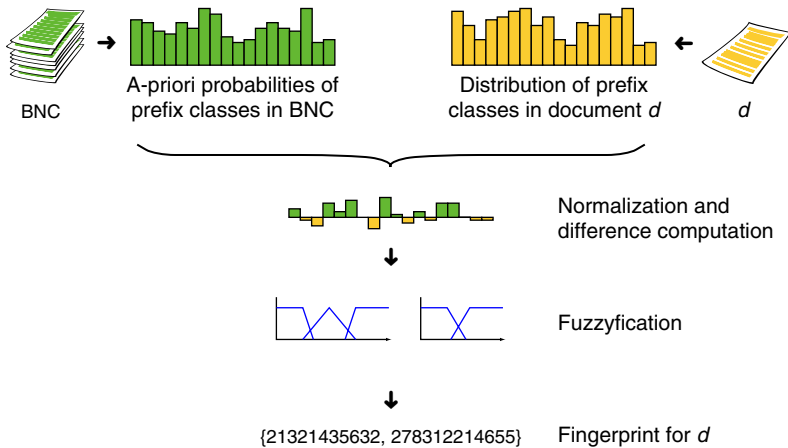 BNC
A-priori probabilities of
prefix classes in BNC
Distribution of prefix
classes in document d
d
Normalization and
difference computation
Fuzzyfication
{21321435632, 278312214655}
Fingerprint for d